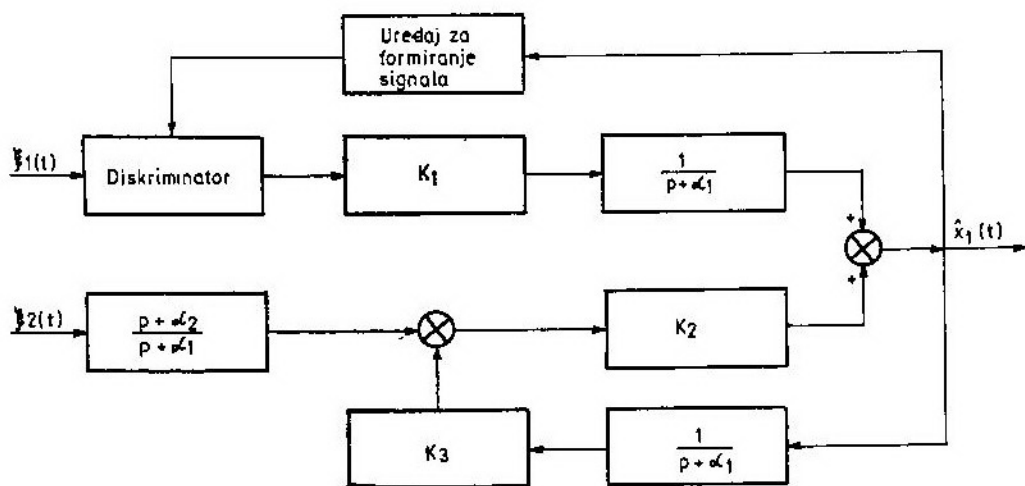 Uređaj za
formiranje
signala
ξ1(t)
Diskriminator
K1
1
p + α1
+
x̂1(t)
+
ξ2(t)
p + α2
p + α1
K2
K3
1
p + α1